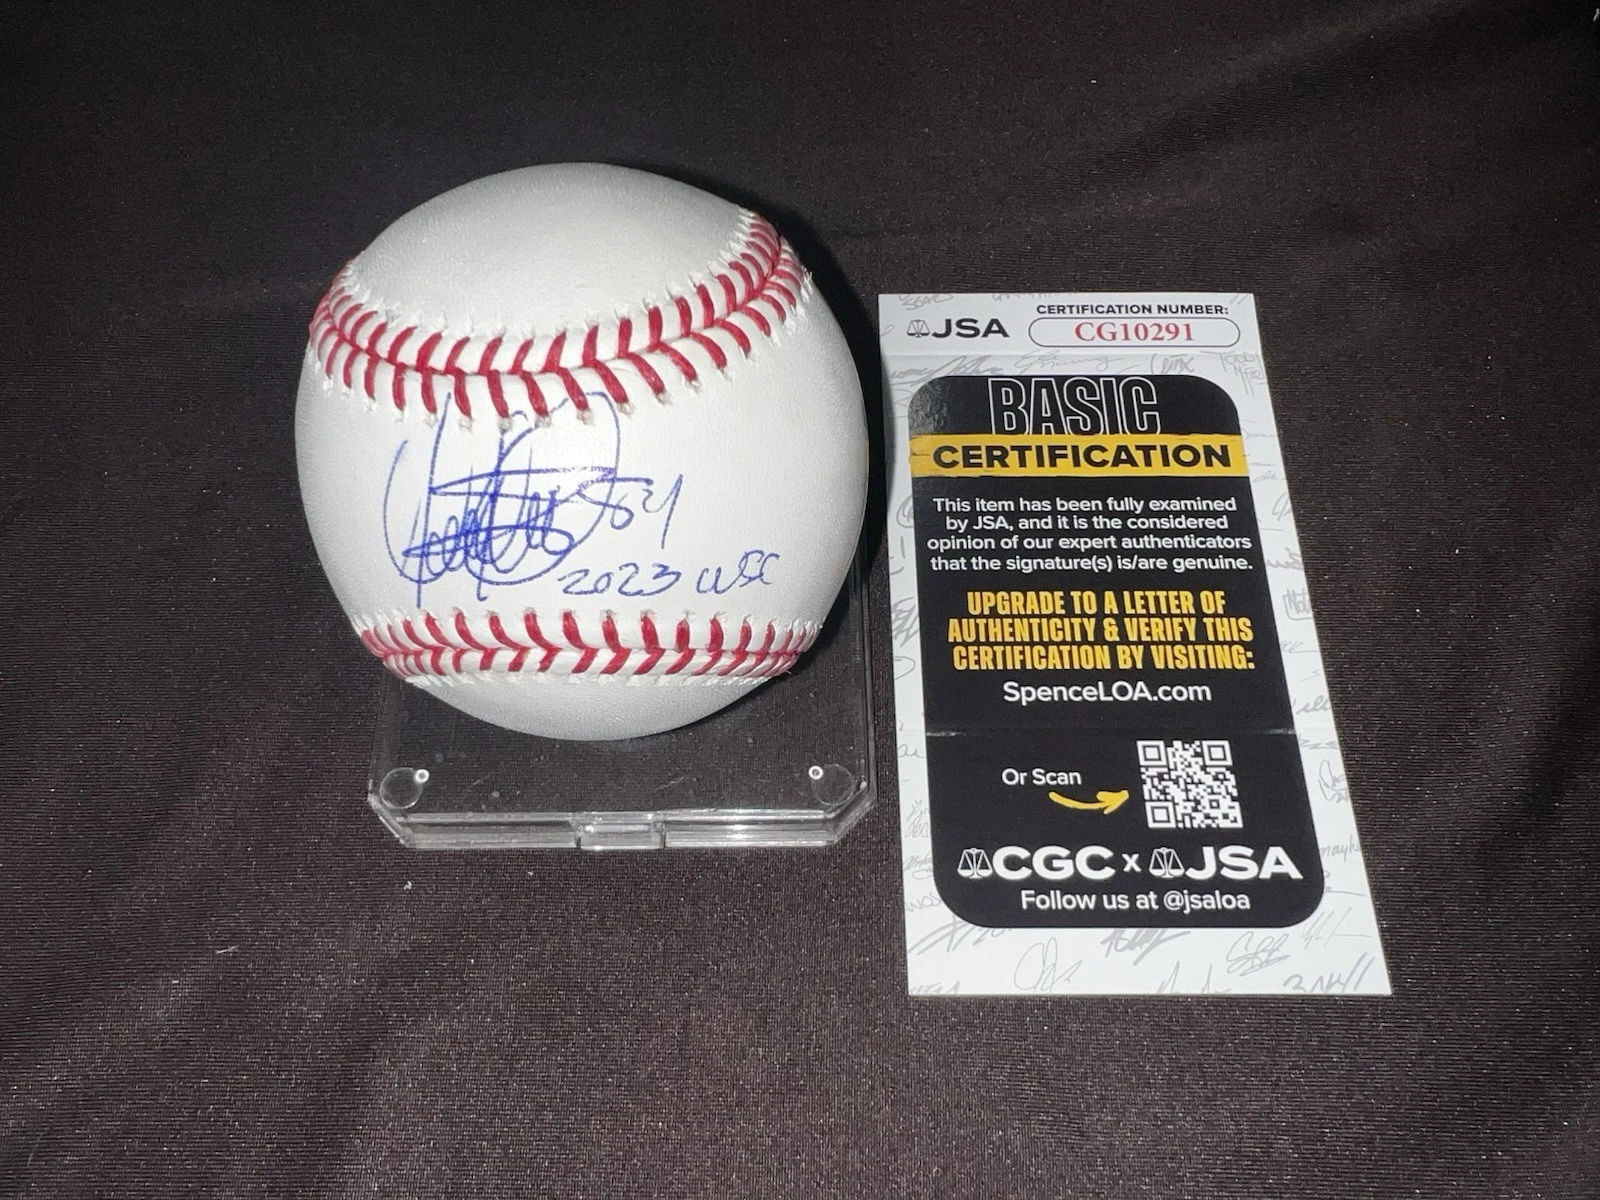 54
2023 WSC
JSA
CERTIFICATION NUMBER:
CG10291
BASIC
CERTIFICATION
This item has been fully examined
by JSA, and it is the considered
opinion of our expert authenticators
that the signature(s) is/are genuine.
UPGRADE TO A LETTER OF
AUTHENTICITY & VERIFY THIS
CERTIFICATION BY VISITING:
SpenceLOA.com
Or Scan
CGC x JSA
Follow us at @jsaloa